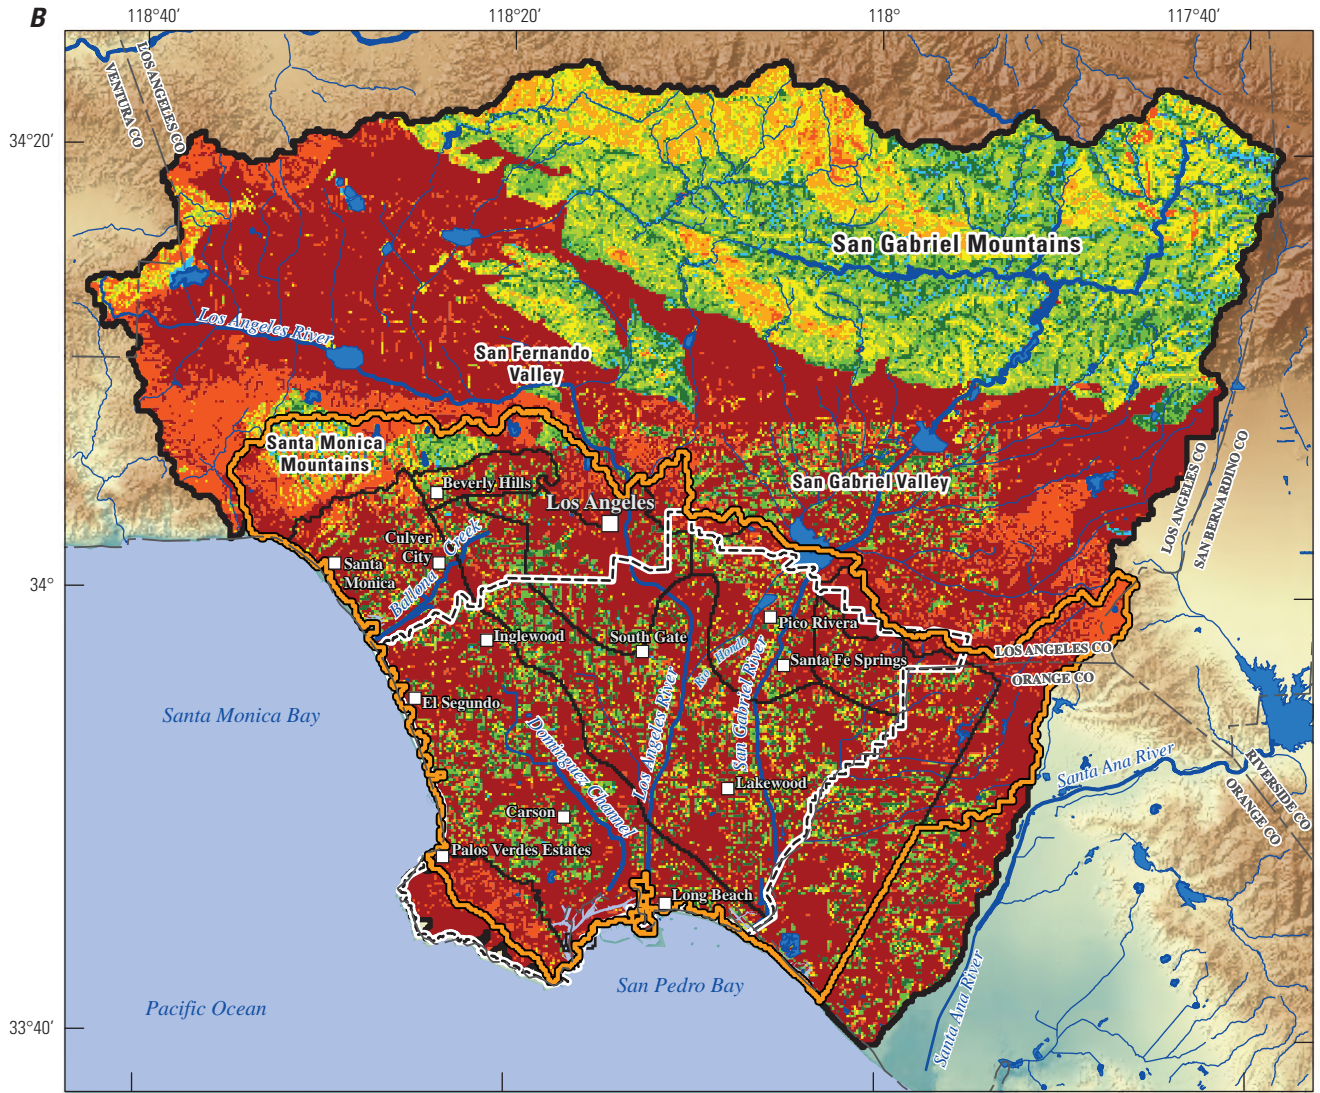 B
118°40′
118°20′
118°
117°40′
34°20′
34°
33°40′
LOS ANGELES CO
VENTURA CO
San Gabriel Mountains
Los Angeles River
San Fernando
Valley
Santa Monica
Mountains
San Gabriel Valley
LOS ANGELES CO
SAN BERNARDINO CO
Beverly Hills
Los Angeles
Culver
City
Ballona Creek
Santa
Monica
Inglewood
South Gate
Pico Rivera
Rio Hondo
Santa Fe Springs
LOS ANGELES CO
ORANGE CO
El Segundo
Santa Monica Bay
Dominguez Channel
Los Angeles River
San Gabriel River
Lakewood
Santa Ana River
RIVERSIDE CO
ORANGE CO
Carson
Palos Verdes Estates
Long Beach
San Pedro Bay
Pacific Ocean
Santa Ana River